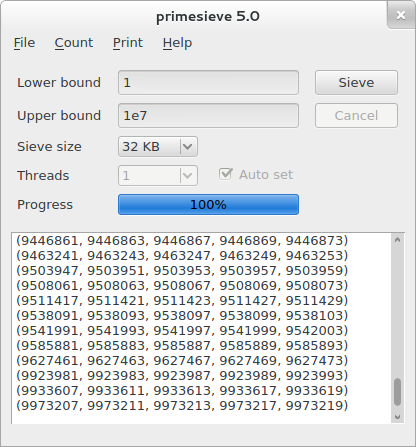 primesieve 5.0
File Count Print Help
Lower bound 1 Sieve
Upper bound 1e7 Cancel
Sieve size 32 KB
Threads 1 Auto set
Progress 100%
(9446861, 9446863, 9446867, 9446869, 9446873)
(9463241, 9463243, 9463247, 9463249, 9463253)
(9503947, 9503951, 9503953, 9503957, 9503959)
(9508061, 9508063, 9508067, 9508069, 9508073)
(9511417, 9511421, 9511423, 9511427, 9511429)
(9538091, 9538093, 9538097, 9538099, 9538103)
(9541991, 9541993, 9541997, 9541999, 9542003)
(9585881, 9585883, 9585887, 9585889, 9585893)
(9627461, 9627463, 9627467, 9627469, 9627473)
(9923981, 9923983, 9923987, 9923989, 9923993)
(9933607, 9933611, 9933613, 9933617, 9933619)
(9973207, 9973211, 9973213, 9973217, 9973219)